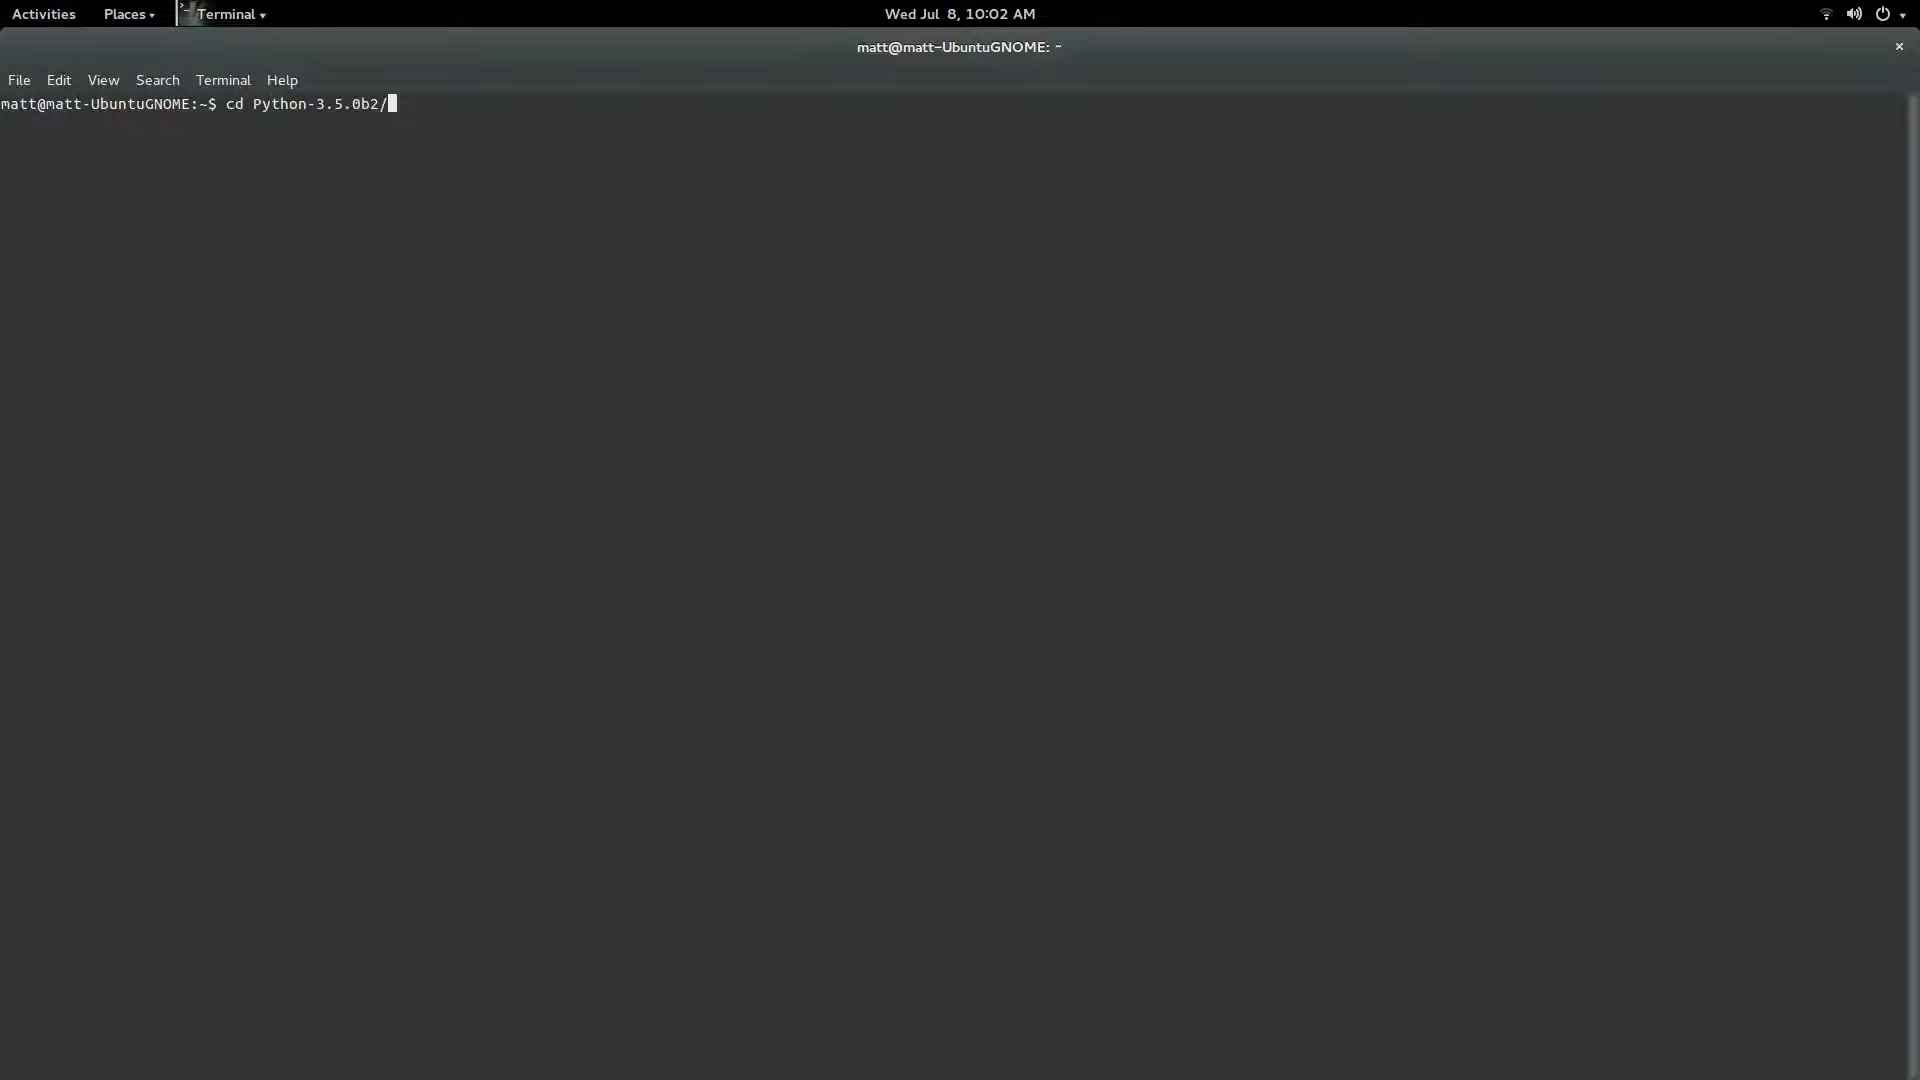 Activities Places Terminal Wed Jul 8, 10:02 AM
matt@matt-UbuntuGNOME: ~
File Edit View Search Terminal Help
matt@matt-UbuntuGNOME:~$ cd Python-3.5.0b2/